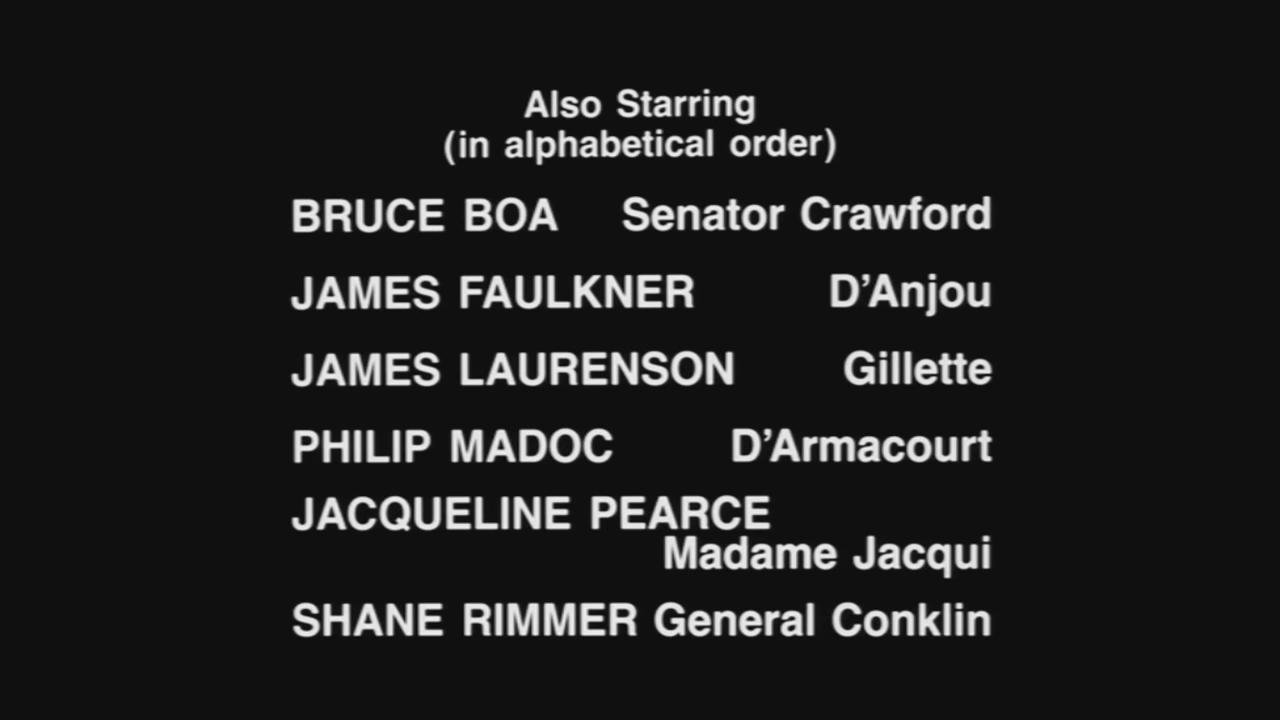 Also Starring
(in alphabetical order)
BRUCE BOA Senator Crawford
JAMES FAULKNER D’Anjou
JAMES LAURENSON Gillette
PHILIP MADOC D’Armacourt
JACQUELINE PEARCE
Madame Jacqui
SHANE RIMMER General Conklin